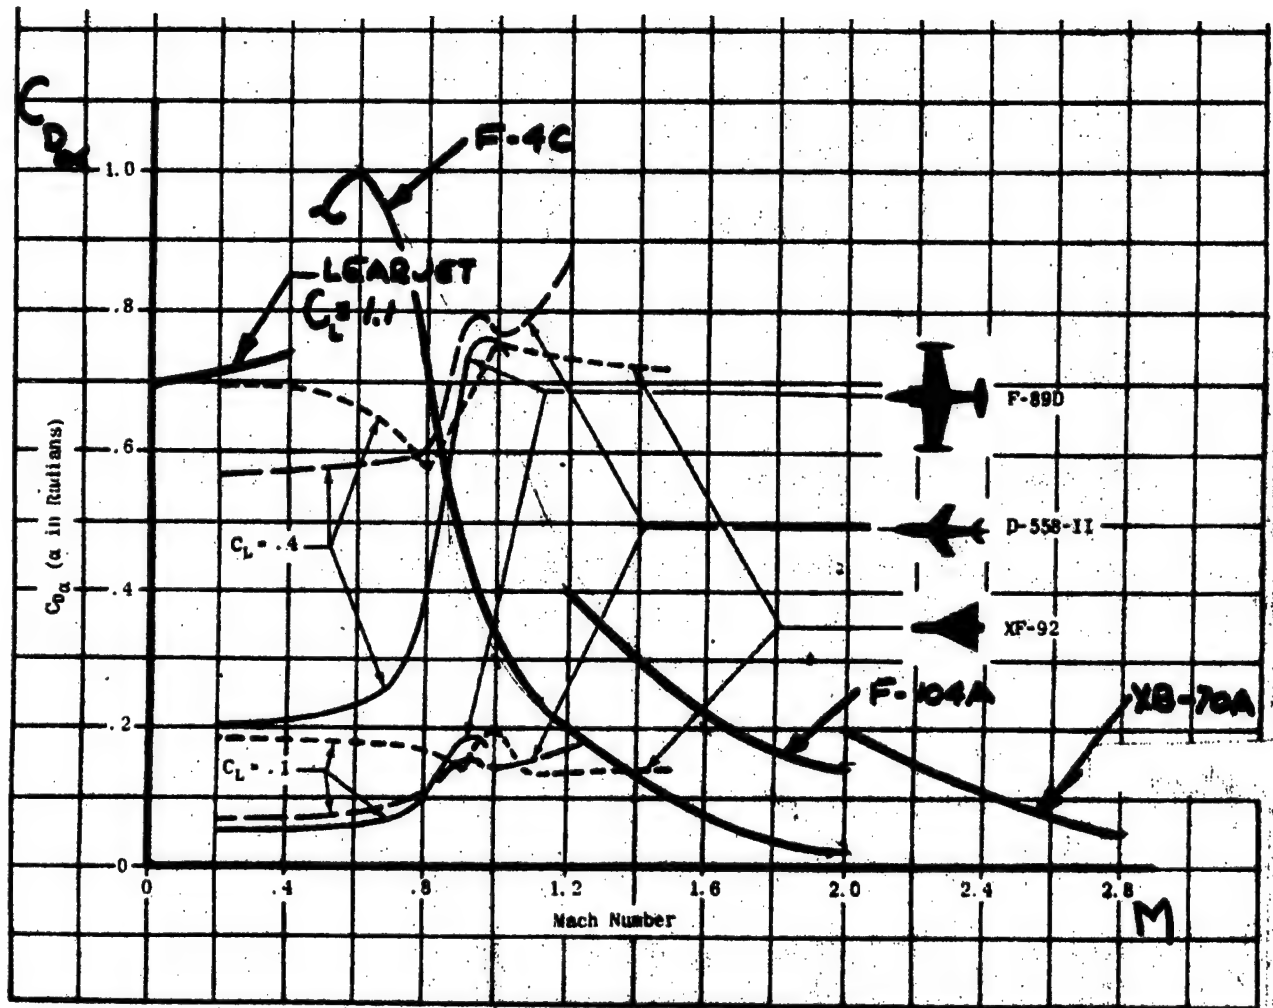 C_Dα
F-4C
1.0
LEARJET
C_L = 1.1
.8
F-89D
.6
C_Dα (α in Radians)
D-558-II
C_L = .4
.4
XF-92
F-104A
XB-70A
.2
C_L = .1
0
0 .4 .8 1.2 1.6 2.0 2.4 2.8
Mach Number
M